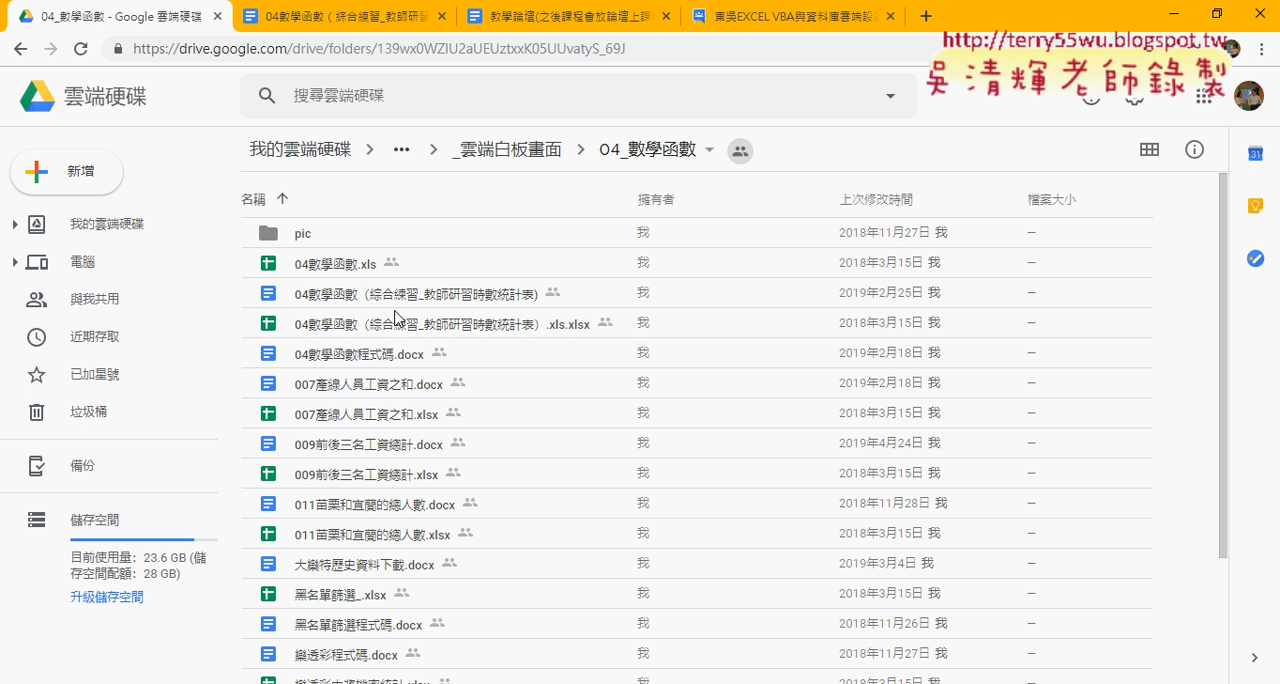 04_數學函數 - Google 雲端硬碟
04數學函數（綜合練習_教師研習
教學論壇(之後課程會放論壇上課
東吳EXCEL VBA與資料庫雲端設
https://drive.google.com/drive/folders/139wx0WZIU2aUEUztxxK05UUvatyS_69J
http://terry55wu.blogspot.tw
吳清輝老師錄製
雲端硬碟
搜尋雲端硬碟
新增
我的雲端硬碟 > ••• > _雲端白板畫面 > 04_數學函數
名稱 擁有者 上次修改時間 檔案大小
我的雲端硬碟
電腦
與我共用
近期存取
已加星號
垃圾桶
備份
儲存空間
目前使用量：23.6 GB (儲
存空間配額：28 GB)
升級儲存空間
pic 我 2018年11月27日 我 –
04數學函數.xls 我 2018年3月15日 我 –
04數學函數（綜合練習_教師研習時數統計表) 我 2019年2月25日 我 –
04數學函數（綜合練習_教師研習時數統計表）.xls.xlsx 我 2018年3月15日 我 –
04數學函數程式碼.docx 我 2019年2月18日 我 –
007產線人員工資之和.docx 我 2019年2月18日 我 –
007產線人員工資之和.xlsx 我 2018年3月15日 我 –
009前後三名工資總計.docx 我 2019年4月24日 我 –
009前後三名工資總計.xlsx 我 2018年3月15日 我 –
011苗栗和宜蘭的總人數.docx 我 2018年11月28日 我 –
011苗栗和宜蘭的總人數.xlsx 我 2018年3月15日 我 –
大樂特歷史資料下載.docx 我 2019年3月4日 我 –
黑名單篩選_.xlsx 我 2018年3月15日 我 –
黑名單篩選程式碼.docx 我 2018年11月26日 我 –
樂透彩程式碼.docx 我 2018年11月27日 我 –
31